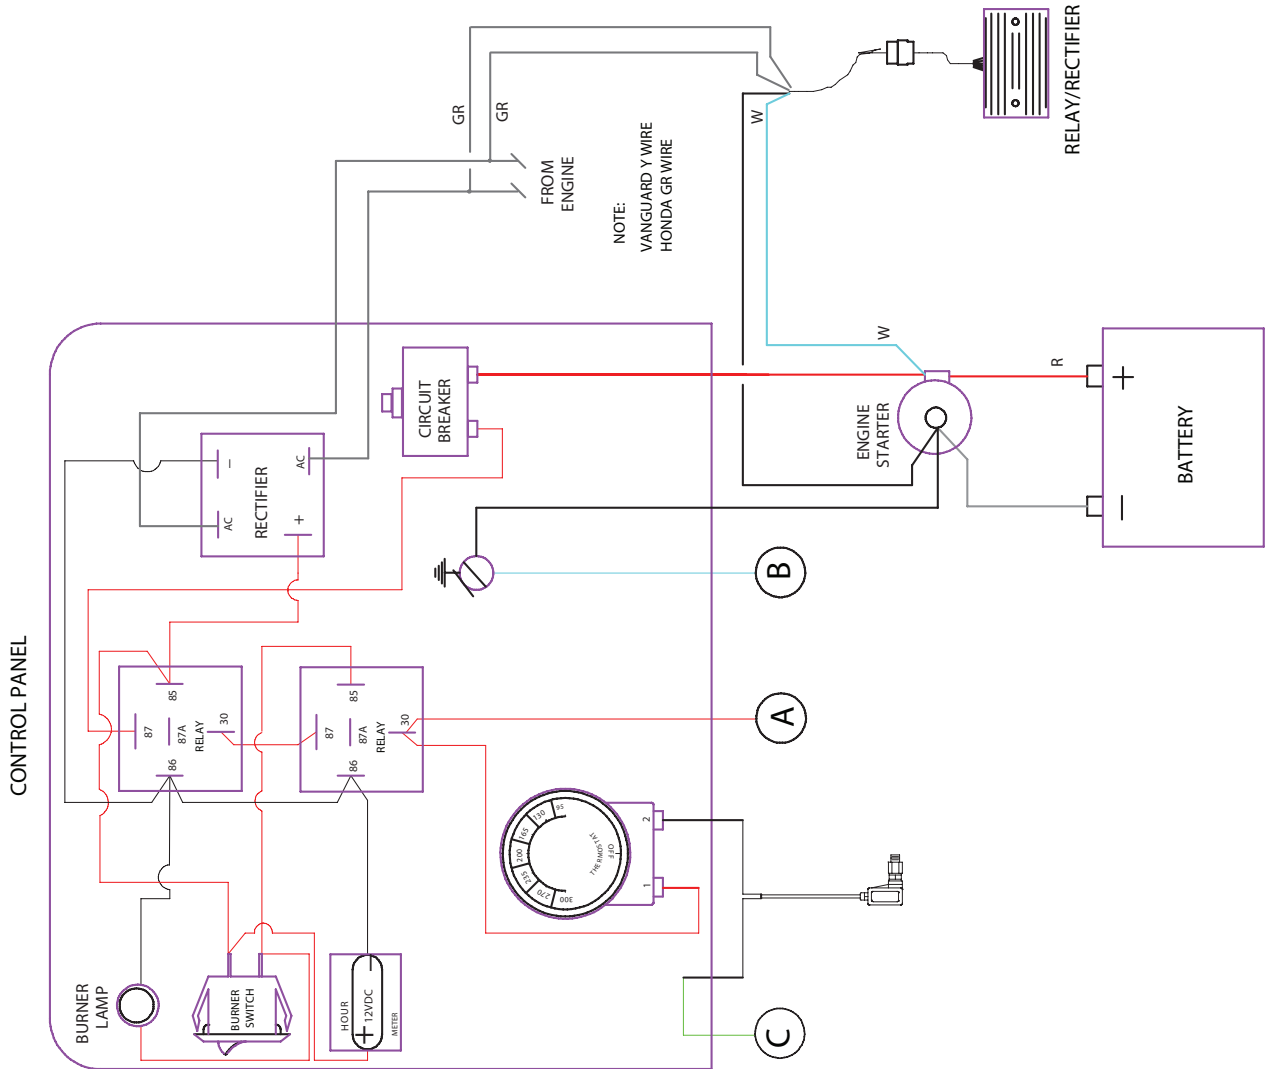 CONTROL PANEL
RELAY/RECTIFIER
GR
GR
W
FROM
ENGINE
NOTE:
VANGUARD Y WIRE
HONDA GR WIRE
W
R
ENGINE
STARTER
+
−
BATTERY
CIRCUIT
BREAKER
−
AC
RECTIFIER
AC
+
85
87
87A
RELAY
30
86
85
87
87A
RELAY
30
86
B
A
C
95
130
165
200
235
270
300
THERMOSTAT
OFF
1
2
BURNER
LAMP
BURNER
SWITCH
HOUR
+ 12VDC −
METER